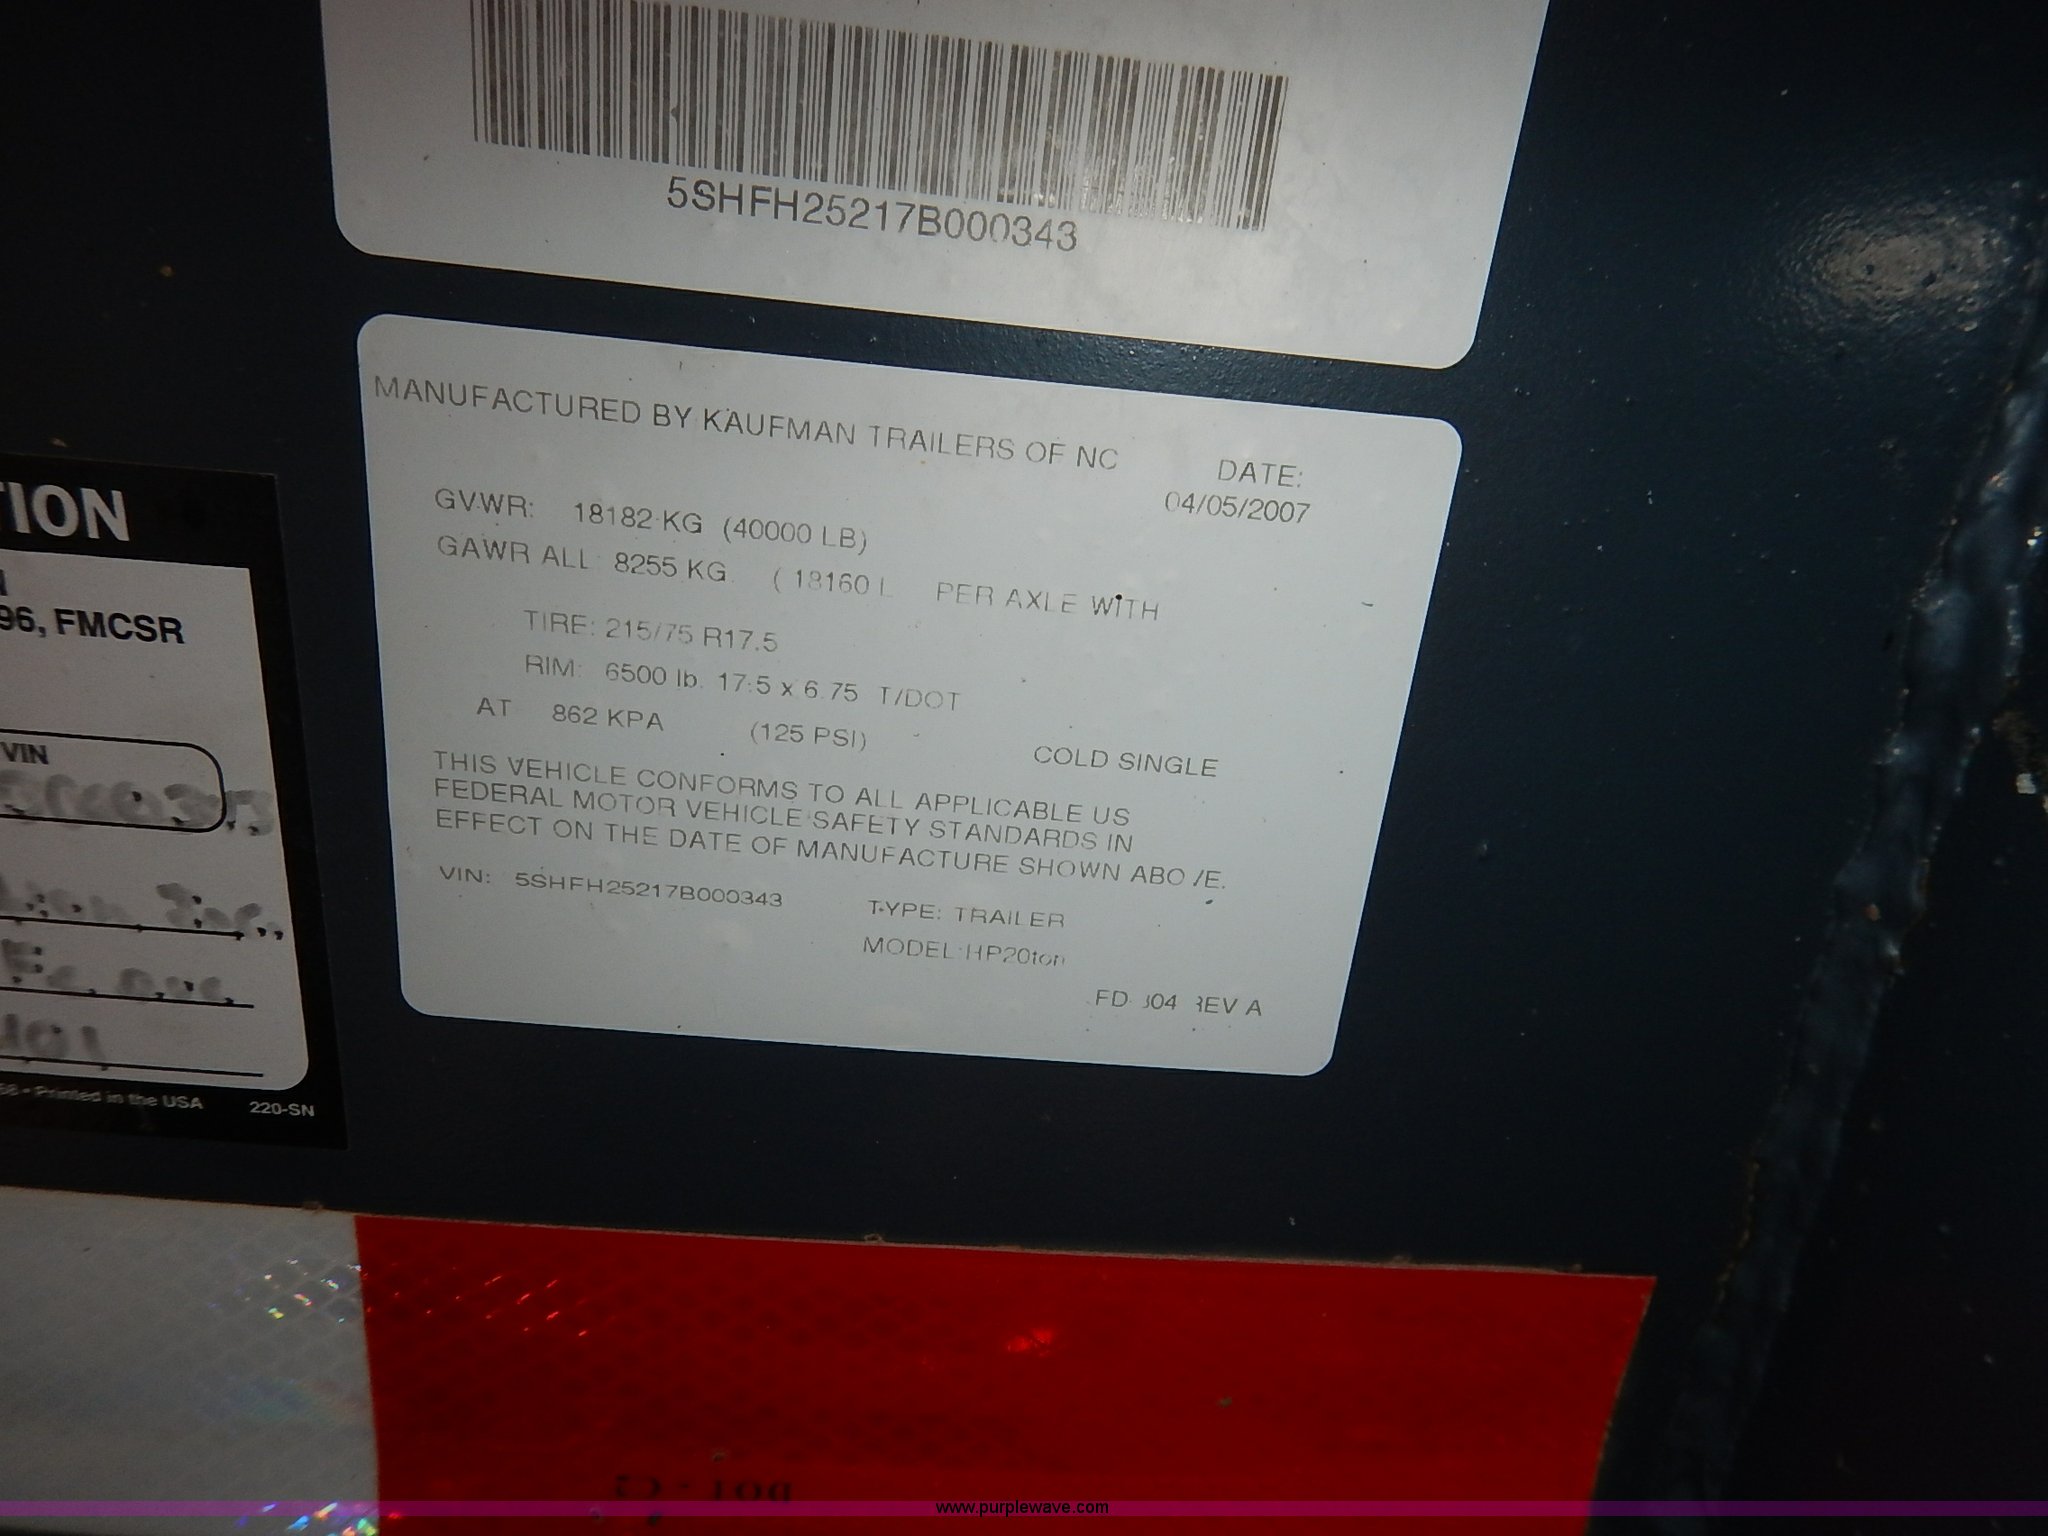 5SHFH25217B000343
MANUFACTURED BY KAUFMAN TRAILERS OF NC
DATE:
04/05/2007
GVWR: 18182 KG (40000 LB)
GAWR ALL 8255 KG ( 18160 L PER AXLE WITH
TIRE: 215/75 R17.5
RIM: 6500 lb. 17.5 x 6.75 T/DOT
AT 862 KPA (125 PSI) COLD SINGLE
THIS VEHICLE CONFORMS TO ALL APPLICABLE US
FEDERAL MOTOR VEHICLE SAFETY STANDARDS IN
EFFECT ON THE DATE OF MANUFACTURE SHOWN ABO /E.
VIN: 5SHFH25217B000343
TYPE: TRAILER
MODEL: HP20ton
FD 304 REV A
TION
96, FMCSR
VIN
Printed in the USA 220-SN
www.purplewave.com